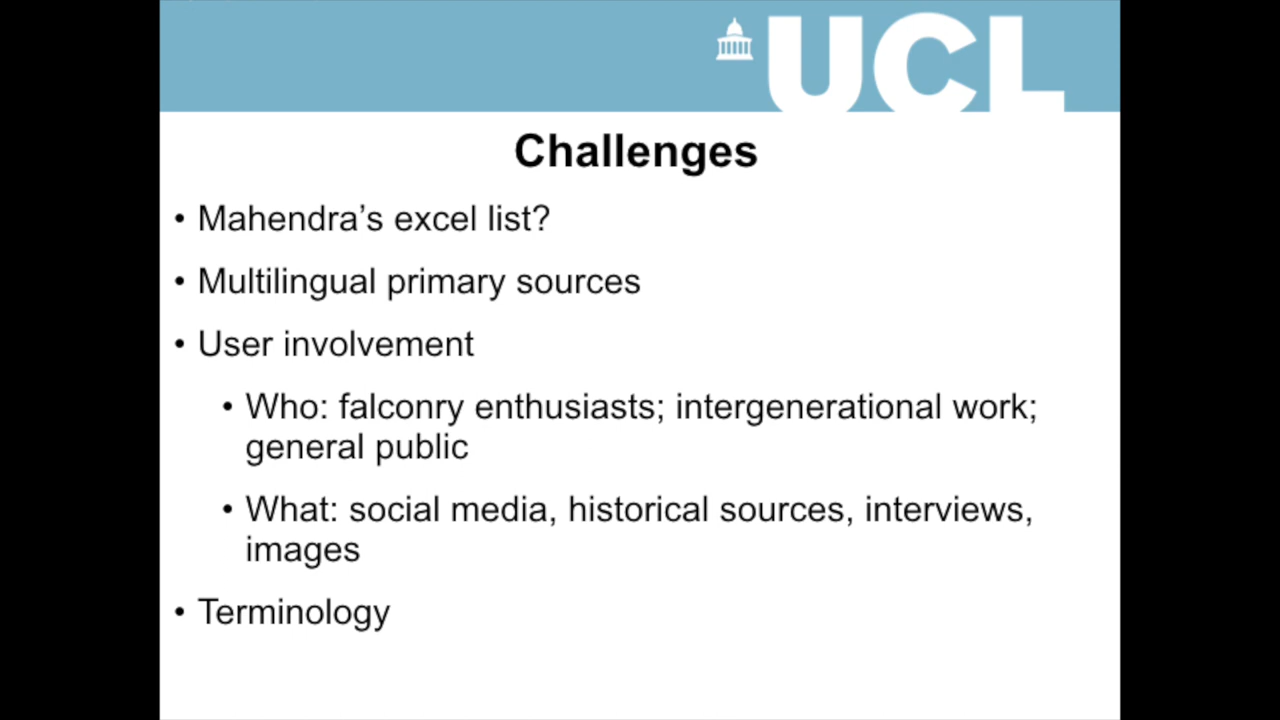 UCL
Challenges
• Mahendra’s excel list?
• Multilingual primary sources
• User involvement
• Who: falconry enthusiasts; intergenerational work;
general public
• What: social media, historical sources, interviews,
images
• Terminology